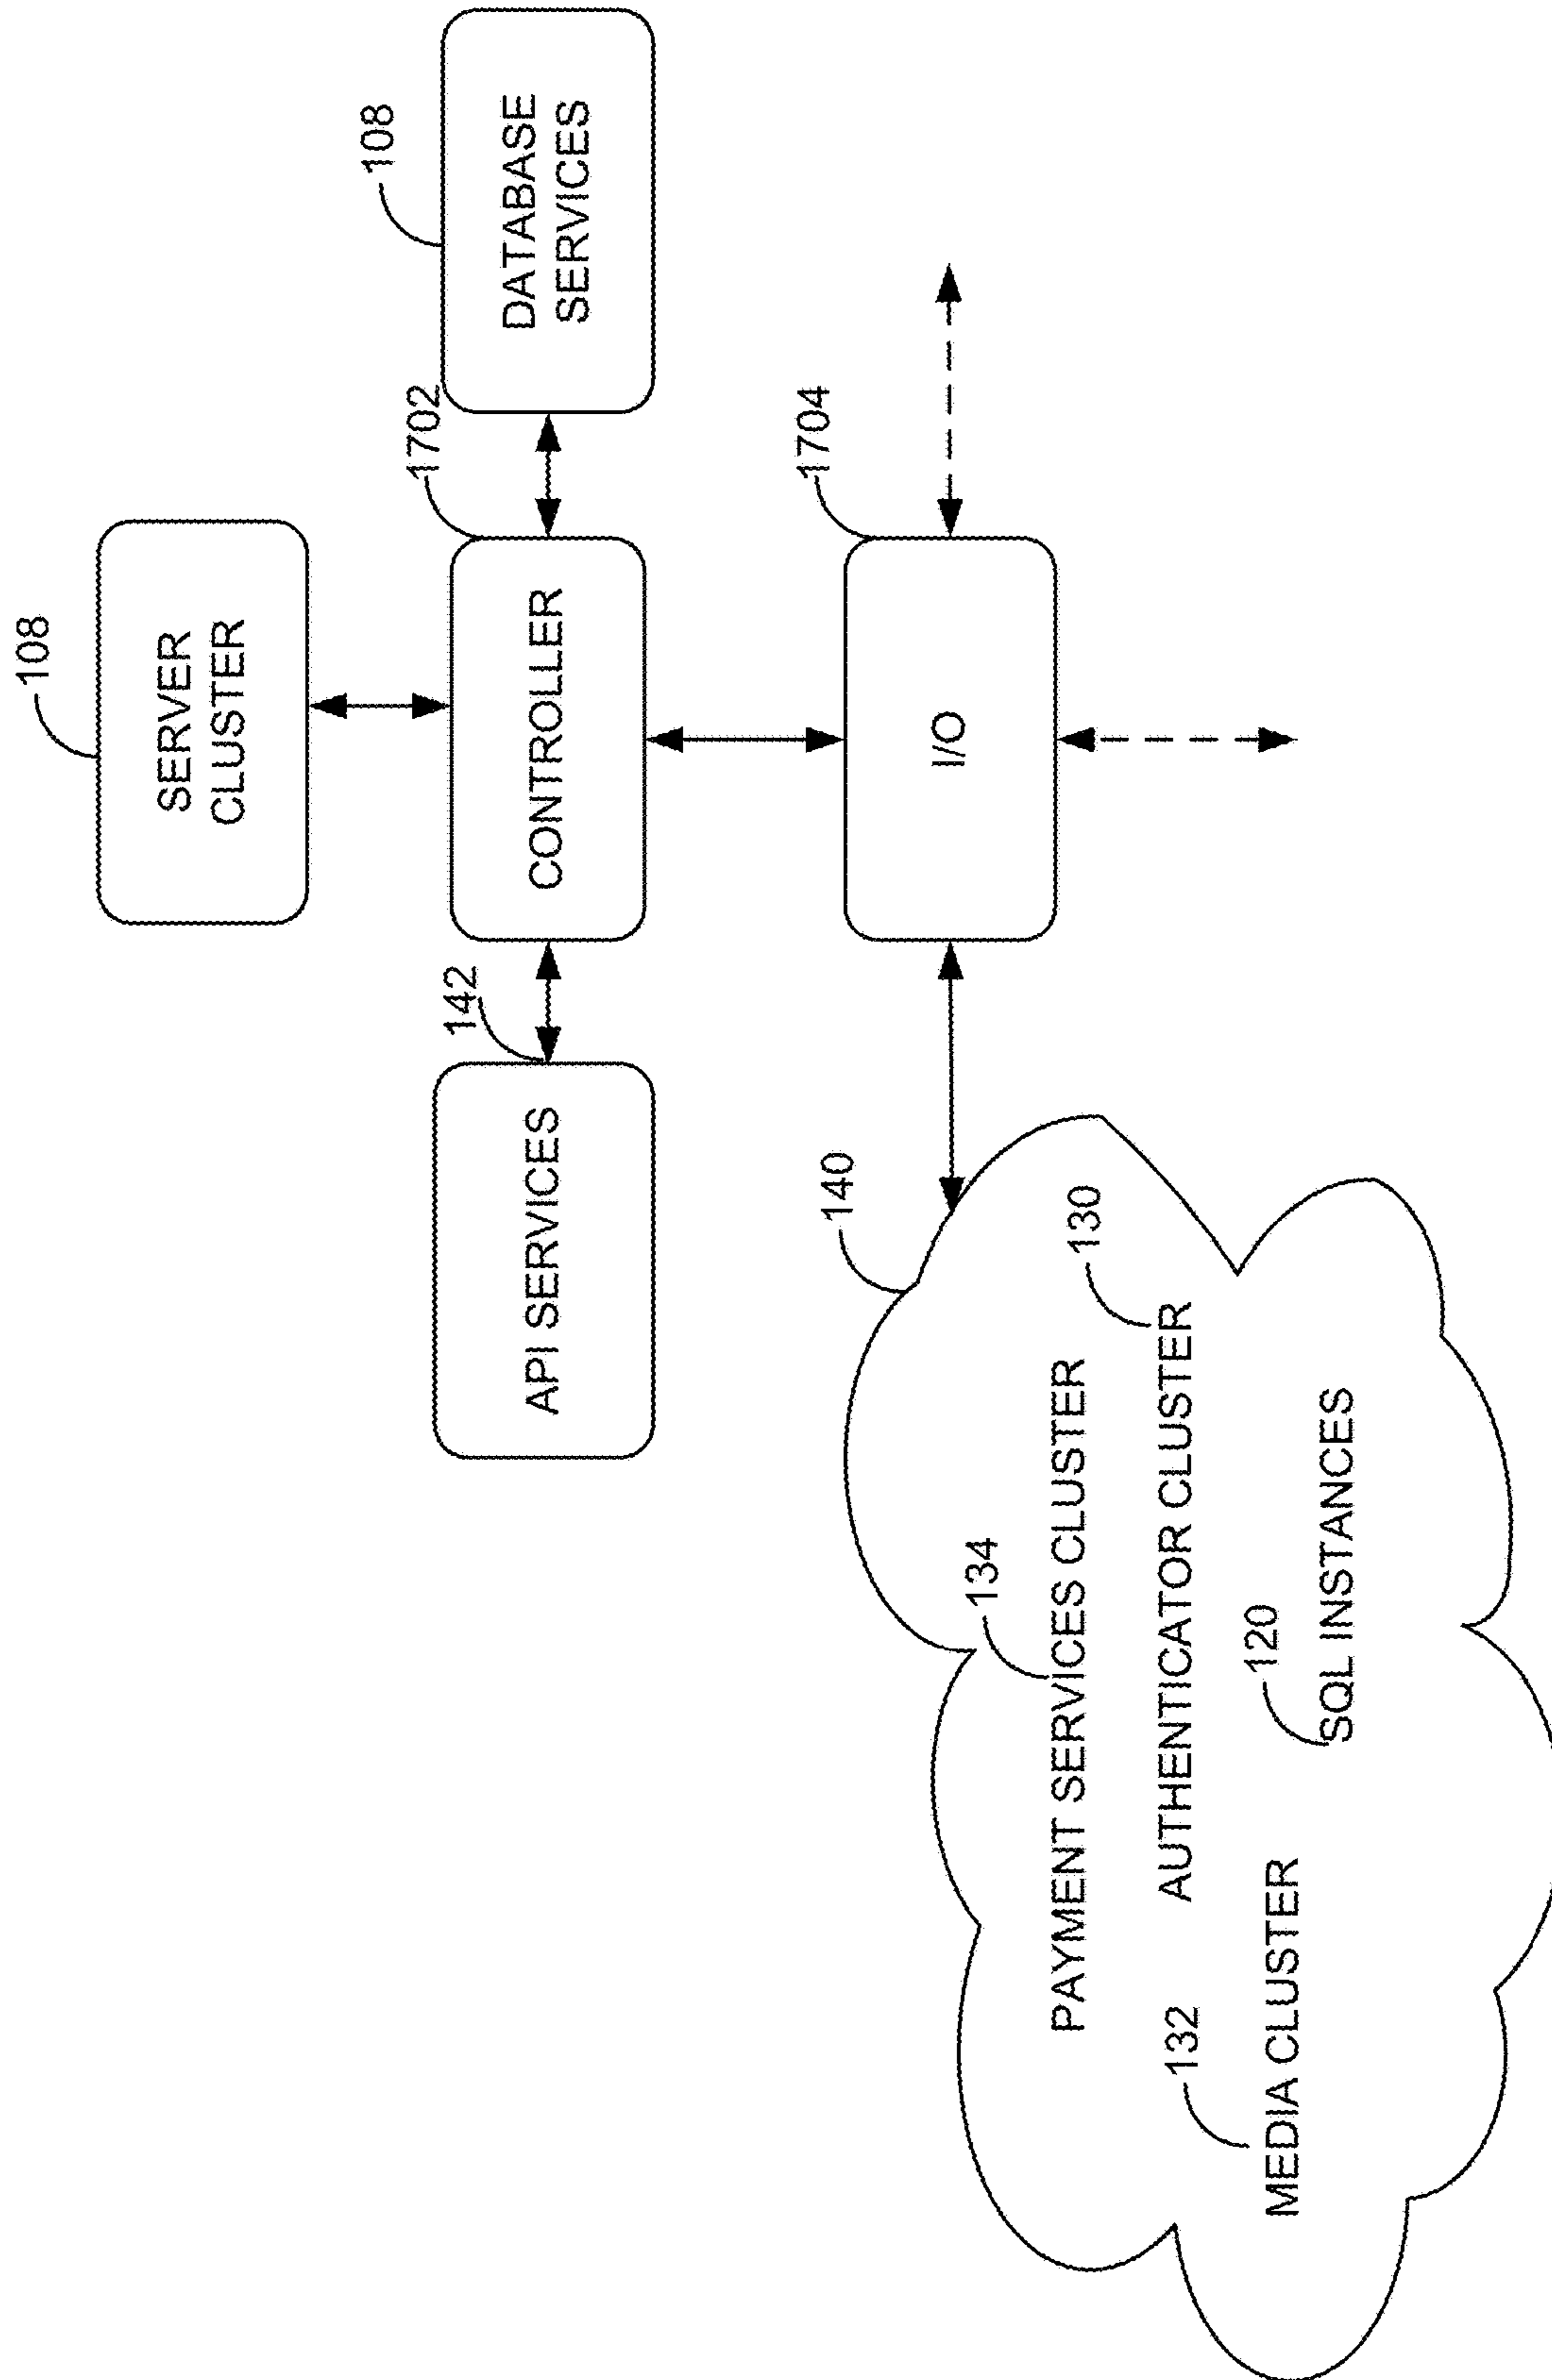 108
SERVER
CLUSTER
142
1702
108
API SERVICES
CONTROLLER
DATABASE
SERVICES
140
1704
I/O
134
PAYMENT SERVICES CLUSTER
130
AUTHENTICATOR CLUSTER
132
MEDIA CLUSTER
120
SQL INSTANCES